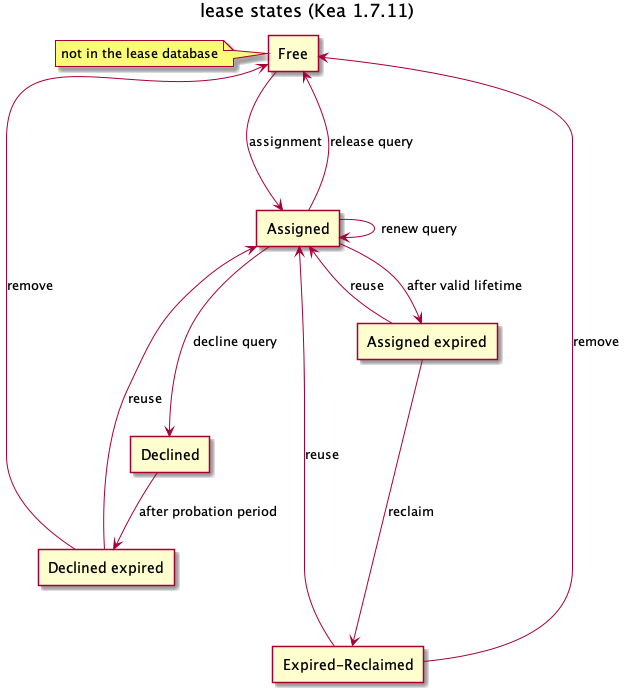 lease states (Kea 1.7.11)
not in the lease database
Free
assignment
release query
Assigned
renew query
remove
reuse
after valid lifetime
decline query
Assigned expired
remove
reuse
Declined
reuse
after probation period
reclaim
Declined expired
Expired-Reclaimed